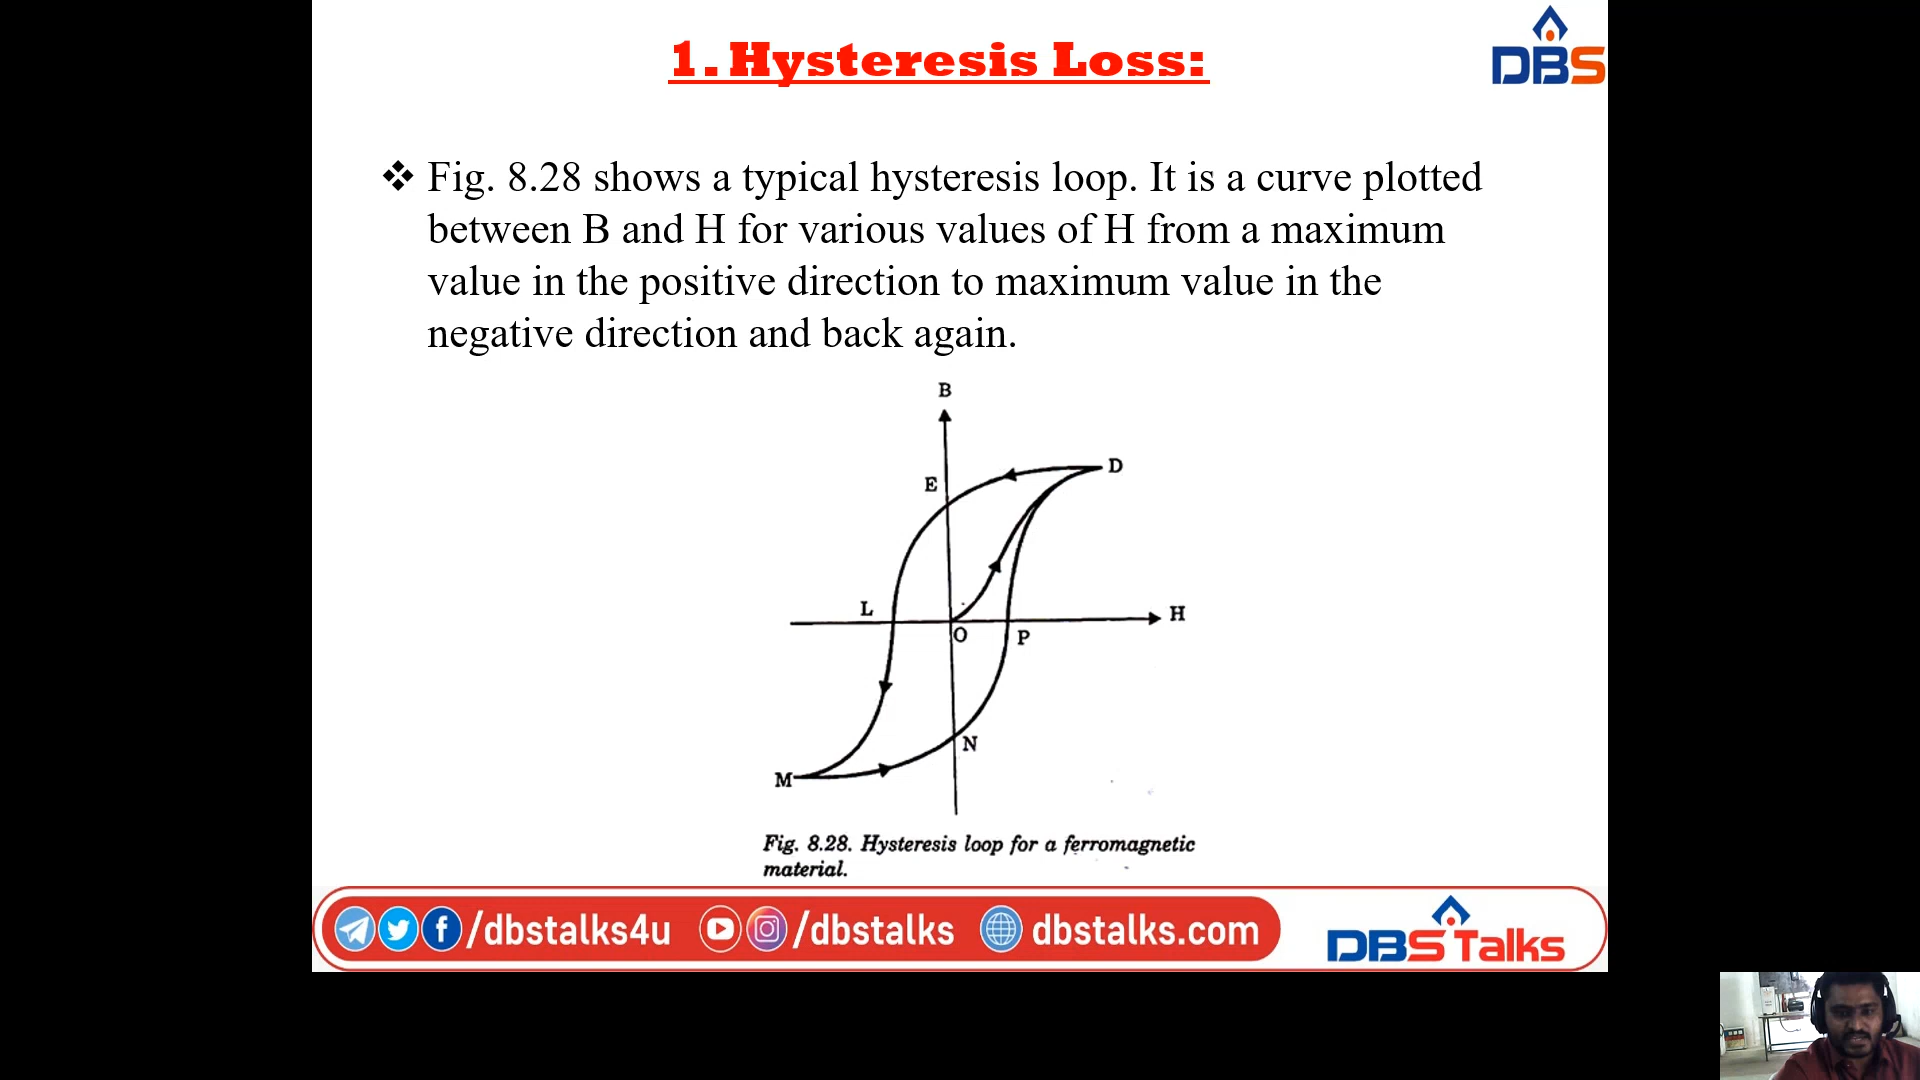 1. Hysteresis Loss:
DBS
❖ Fig. 8.28 shows a typical hysteresis loop. It is a curve plotted
between B and H for various values of H from a maximum
value in the positive direction to maximum value in the
negative direction and back again.
B
D
E
L
H
O
P
N
M
Fig. 8.28. Hysteresis loop for a ferromagnetic
material.
/dbstalks4u /dbstalks dbstalks.com
DBS Talks